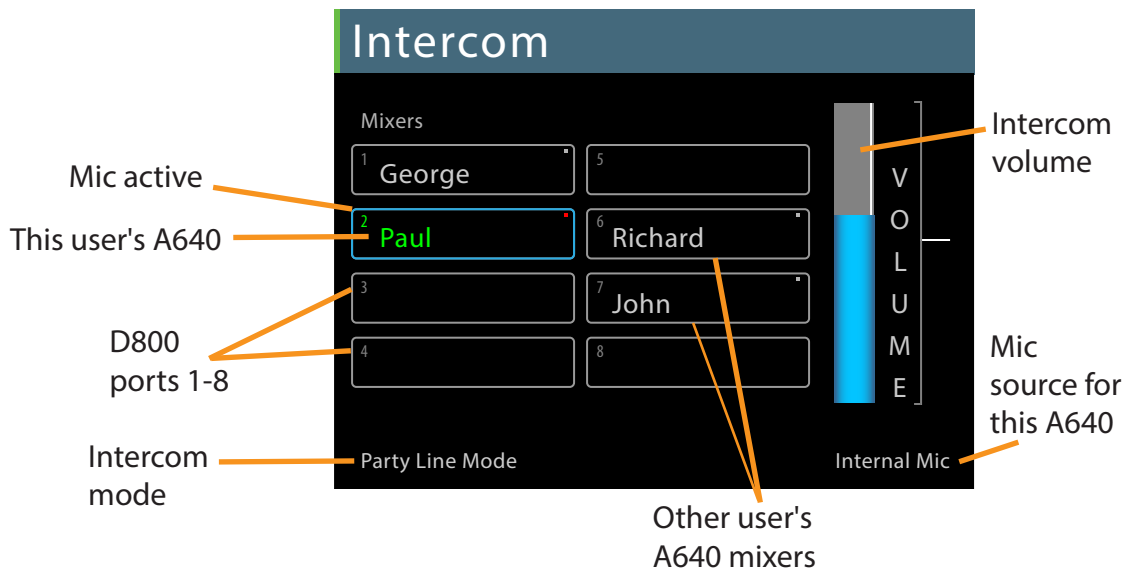 Intercom
Mixers
1 George
5
2 Paul
6 Richard
3
7 John
4
8
VOLUME
Party Line Mode
Internal Mic
Mic active
This user's A640
D800
ports 1-8
Intercom
mode
Intercom
volume
Mic
source for
this A640
Other user's
A640 mixers